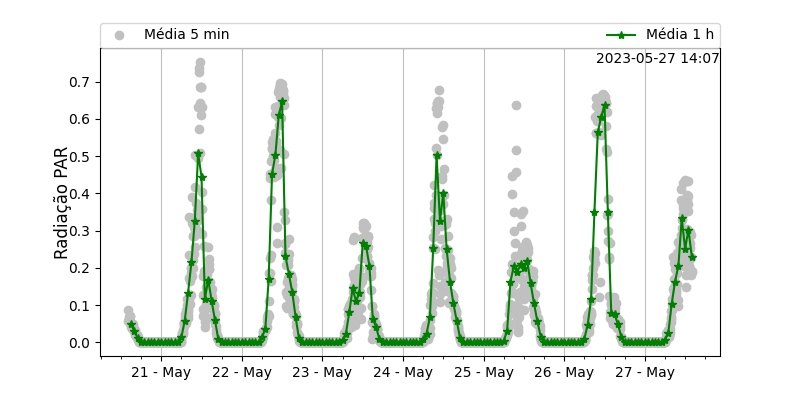 Média 5 min
Média 1 h
2023-05-27 14:07
Radiação PAR
0.7
0.6
0.5
0.4
0.3
0.2
0.1
0.0
21 - May
22 - May
23 - May
24 - May
25 - May
26 - May
27 - May